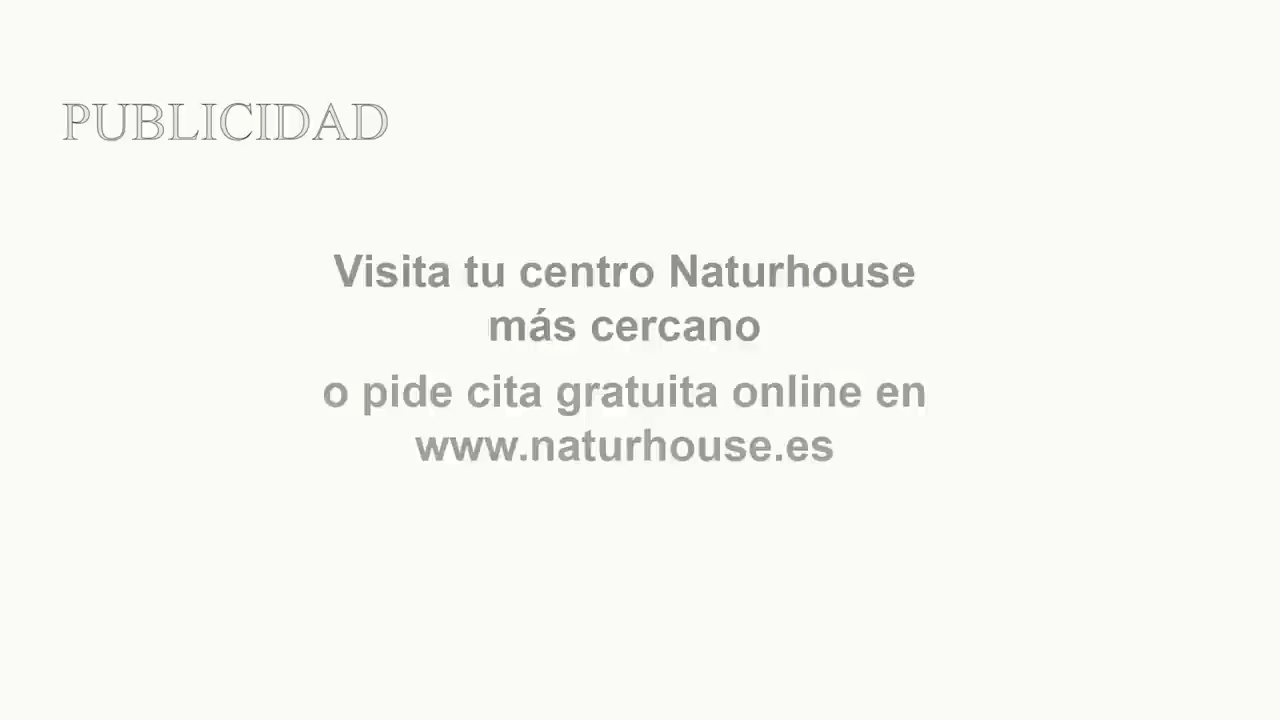 PUBLICIDAD
Visita tu centro Naturhouse
más cercano
o pide cita gratuita online en
www.naturhouse.es